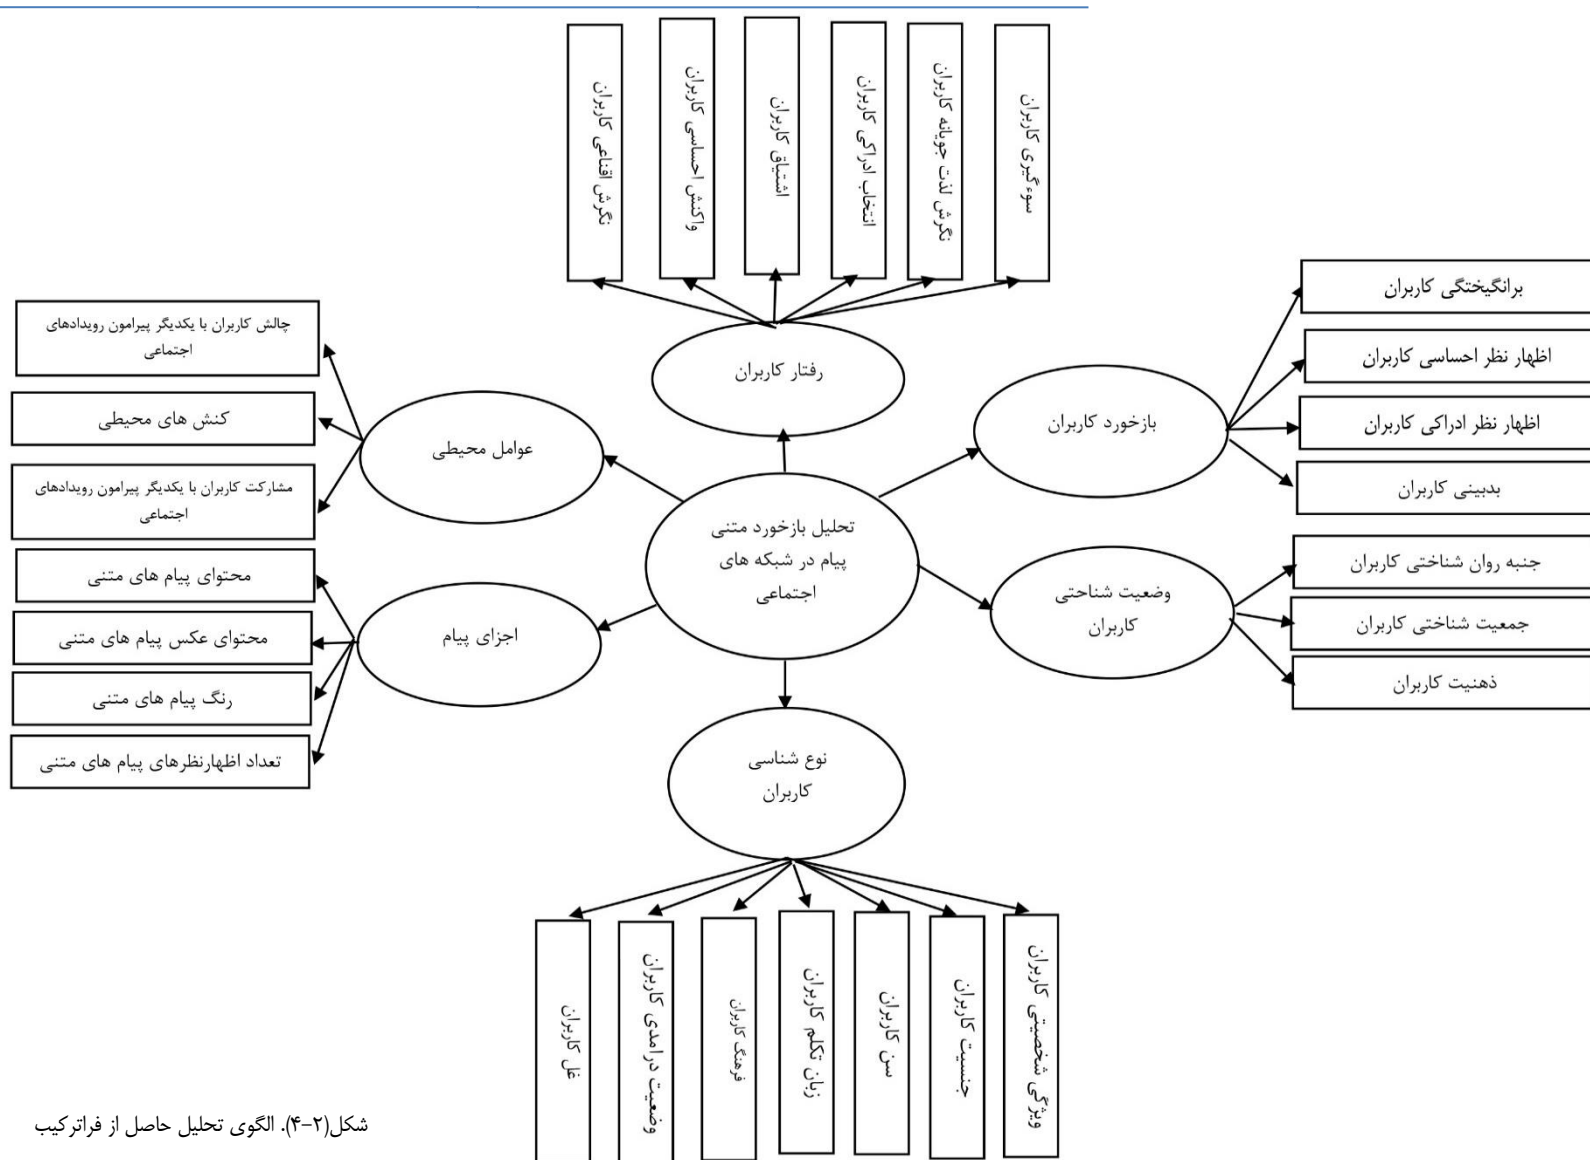 سوء گیری کاربران
نگرش لذت جویانه کاربران
انتخاب ادراکی کاربران
اشتیاق کاربران
واکنش احساسی کاربران
نگرش اقناعی کاربران
رفتار کاربران
برانگیختگی کاربران
اظهار نظر احساسی کاربران
اظهار نظر ادراکی کاربران
بدبینی کاربران
بازخورد کاربران
جنبه روان شناختی کاربران
جمعیت شناختی کاربران
ذهنیت کاربران
وضعیت شناحتی
کاربران
تحلیل بازخورد متنی
پیام در شبکه های
اجتماعی
عوامل محیطی
چالش کاربران با یکدیگر پیرامون رویدادهای
اجتماعی
کنش های محیطی
مشارکت کاربران با یکدیگر پیرامون رویدادهای
اجتماعی
اجزای پیام
محتوای پیام های متنی
محتوای عکس پیام های متنی
رنگ پیام های متنی
تعداد اظهارنظرهای پیام های متنی
نوع شناسی
کاربران
ویژگی شخصیتی کاربران
جنسیت کاربران
سن کاربران
زبان تکلم کاربران
فرهنگ کاربران
وضعیت درامدی کاربران
غل کاربران
شکل(۲-۴). الگوی تحلیل حاصل از فراترکیب